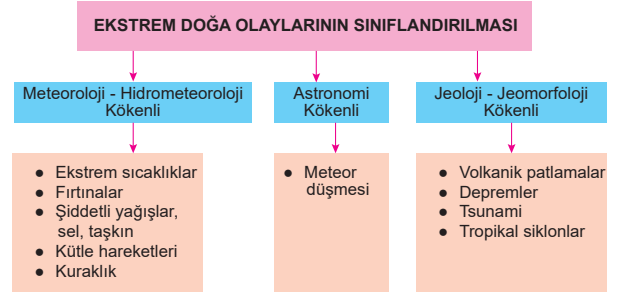 EKSTREM DOĞA OLAYLARININ SINIFLANDIRILMASI
Meteoroloji - Hidrometeoroloji
Kökenli
Astronomi
Kökenli
Jeoloji - Jeomorfoloji
Kökenli
● Ekstrem sıcaklıklar
● Fırtınalar
● Şiddetli yağışlar,
sel, taşkın
● Kütle hareketleri
● Kuraklık
● Meteor
düşmesi
● Volkanik patlamalar
● Depremler
● Tsunami
● Tropikal siklonlar